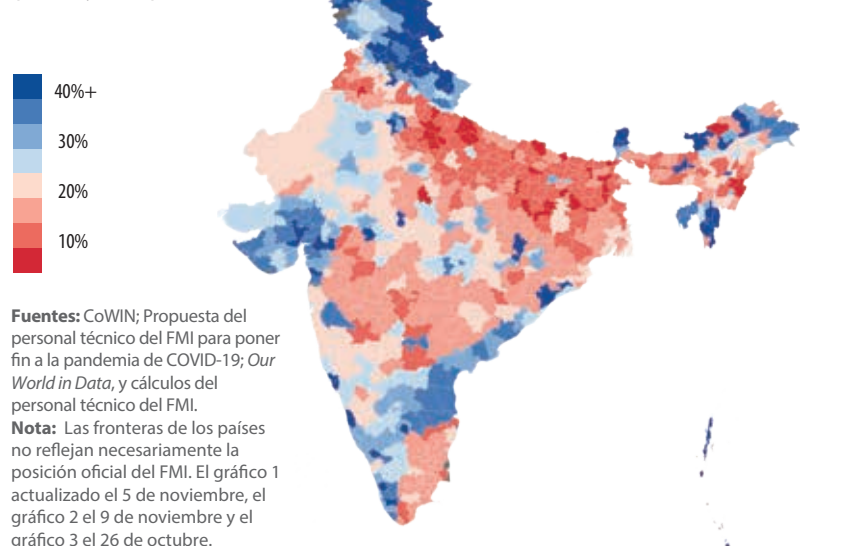 40%+
30%
20%
10%
Fuentes: CoWIN; Propuesta del
personal técnico del FMI para poner
fin a la pandemia de COVID-19; Our
World in Data, y cálculos del
personal técnico del FMI.
Nota: Las fronteras de los países
no reflejan necesariamente la
posición oficial del FMI. El gráfico 1
actualizado el 5 de noviembre, el
gráfico 2 el 9 de noviembre y el
gráfico 3 el 26 de octubre.